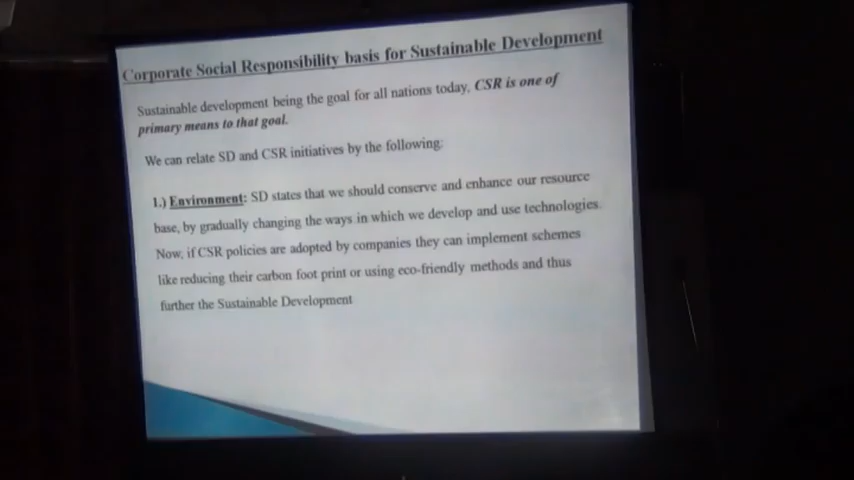 Corporate Social Responsibility basis for Sustainable Development
Sustainable development being the goal for all nations today, CSR is one of
primary means to that goal.
We can relate SD and CSR initiatives by the following:
1.) Environment: SD states that we should conserve and enhance our resource
base, by gradually changing the ways in which we develop and use technologies.
Now, if CSR policies are adopted by companies they can implement schemes
like reducing their carbon foot print or using eco-friendly methods and thus
further the Sustainable Development